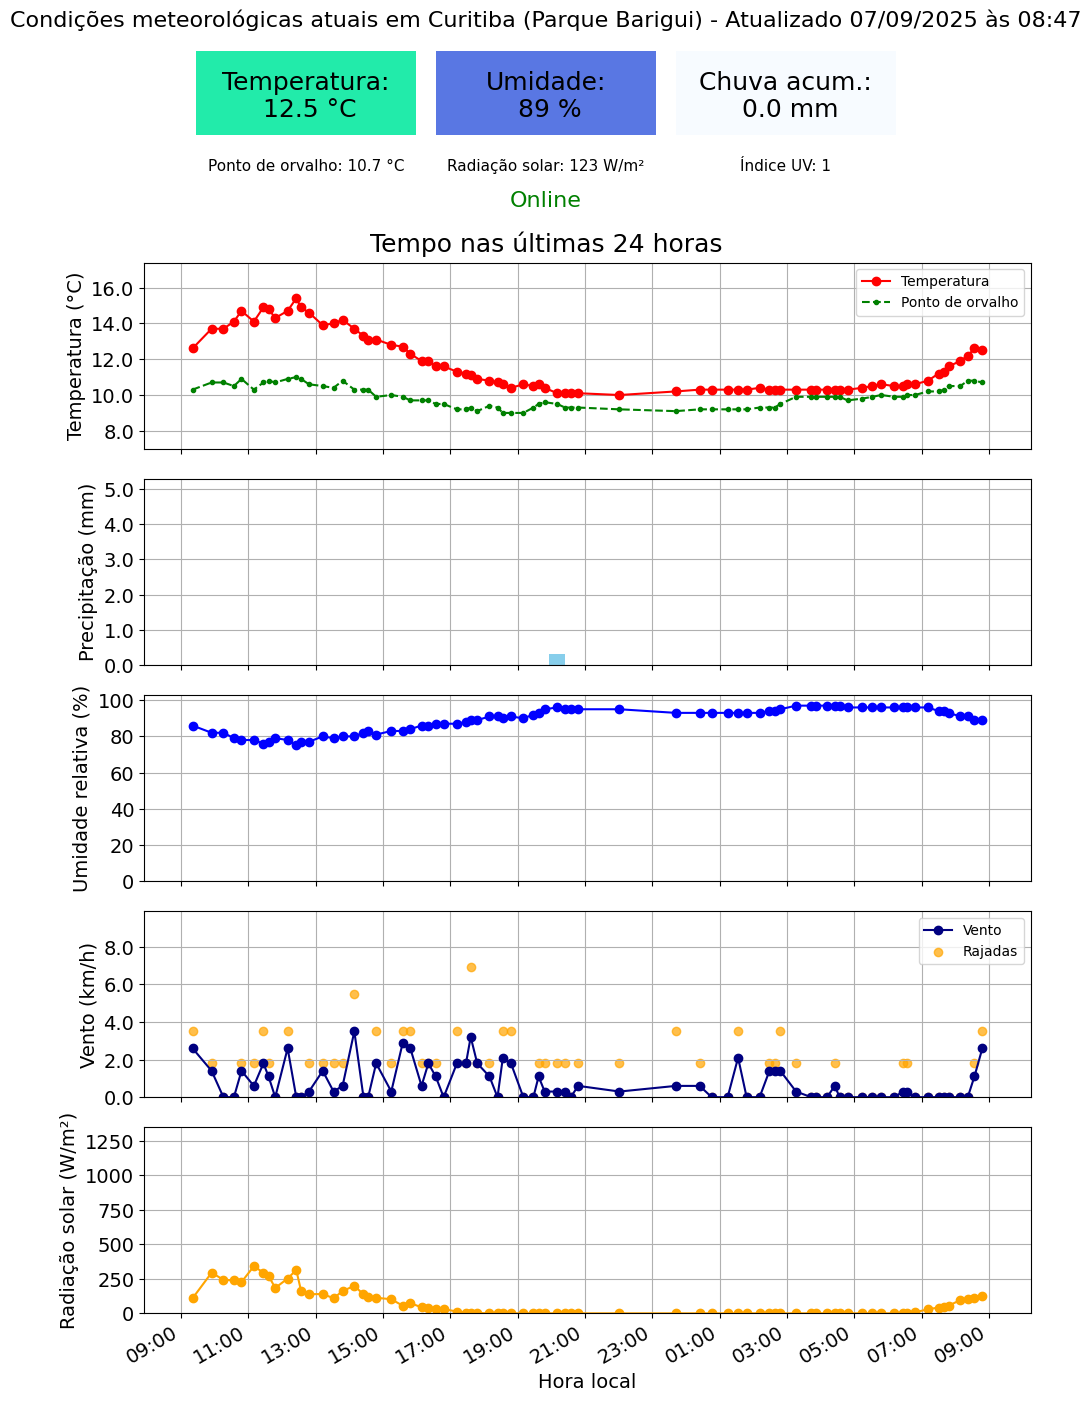 Condições meteorológicas atuais em Curitiba (Parque Barigui) - Atualizado 07/09/2025 às 08:47
Temperatura:
12.5 °C
Umidade:
89 %
Chuva acum.:
0.0 mm
Ponto de orvalho: 10.7 °C
Radiação solar: 123 W/m²
Índice UV: 1
Online
Tempo nas últimas 24 horas
Temperatura (°C)
16.0
14.0
12.0
10.0
8.0
Temperatura
Ponto de orvalho
Precipitação (mm)
5.0
4.0
3.0
2.0
1.0
0.0
Umidade relativa (%)
100
80
60
40
20
0
Vento (km/h)
8.0
6.0
4.0
2.0
0.0
Vento
Rajadas
Radiação solar (W/m²)
1250
1000
750
500
250
0
09:00
11:00
13:00
15:00
17:00
19:00
21:00
23:00
01:00
03:00
05:00
07:00
09:00
Hora local